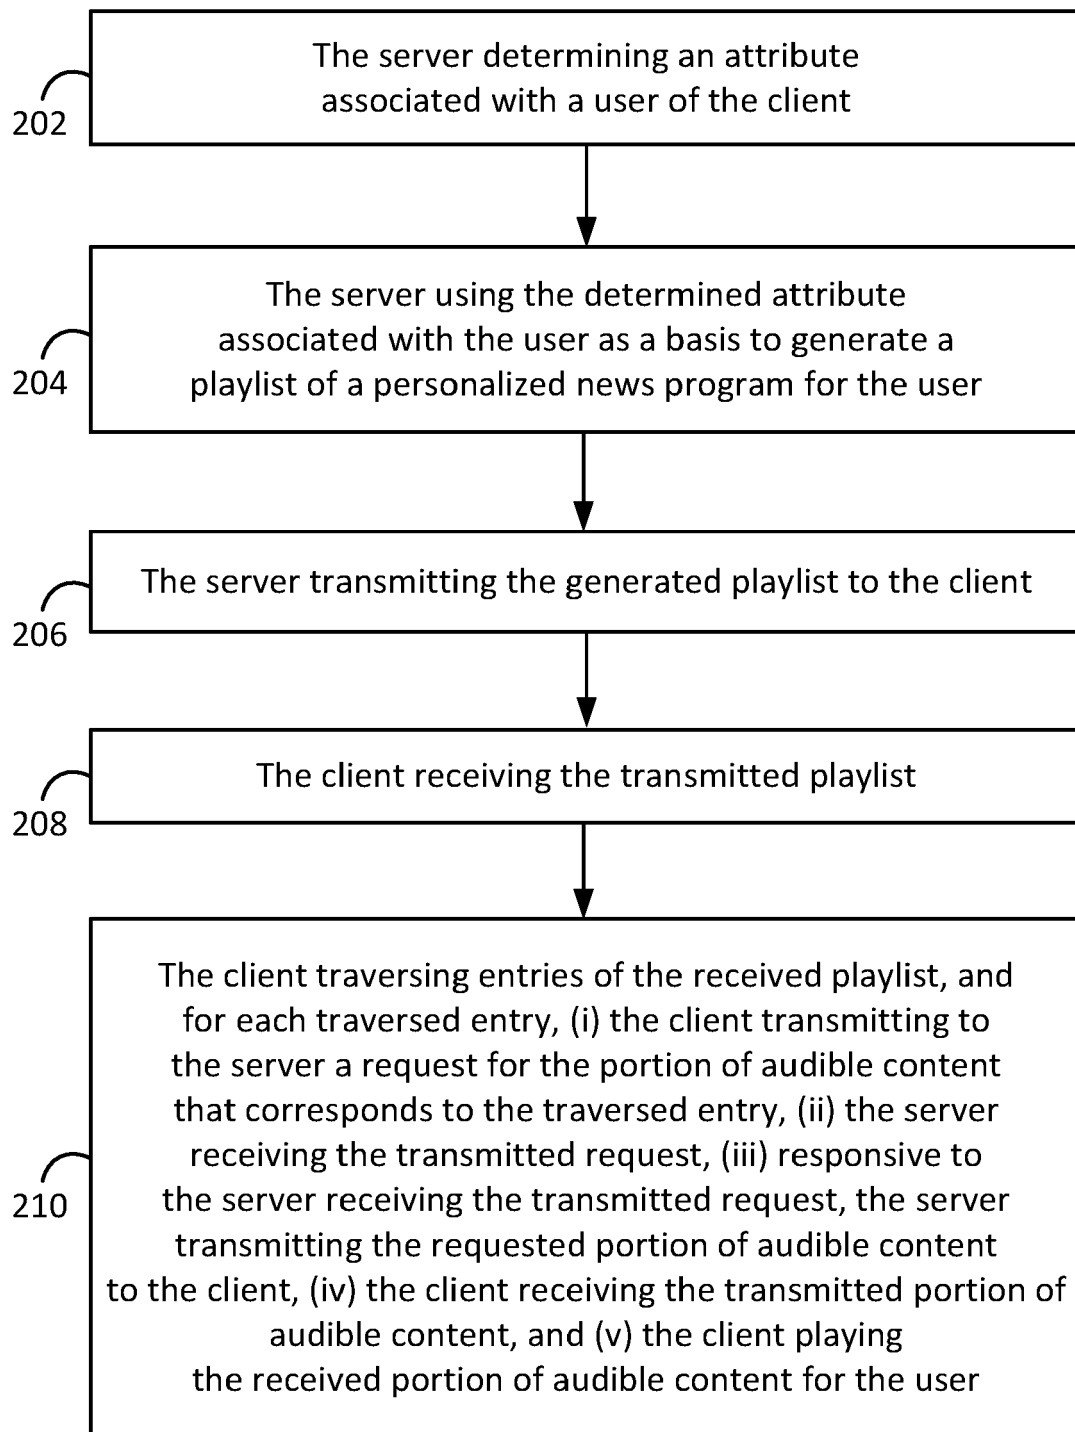 The server determining an attribute
associated with a user of the client
202
The server using the determined attribute
associated with the user as a basis to generate a
playlist of a personalized news program for the user
204
The server transmitting the generated playlist to the client
206
The client receiving the transmitted playlist
208
The client traversing entries of the received playlist, and
for each traversed entry, (i) the client transmitting to
the server a request for the portion of audible content
that corresponds to the traversed entry, (ii) the server
receiving the transmitted request, (iii) responsive to
the server receiving the transmitted request, the server
transmitting the requested portion of audible content
to the client, (iv) the client receiving the transmitted portion of
audible content, and (v) the client playing
the received portion of audible content for the user
210